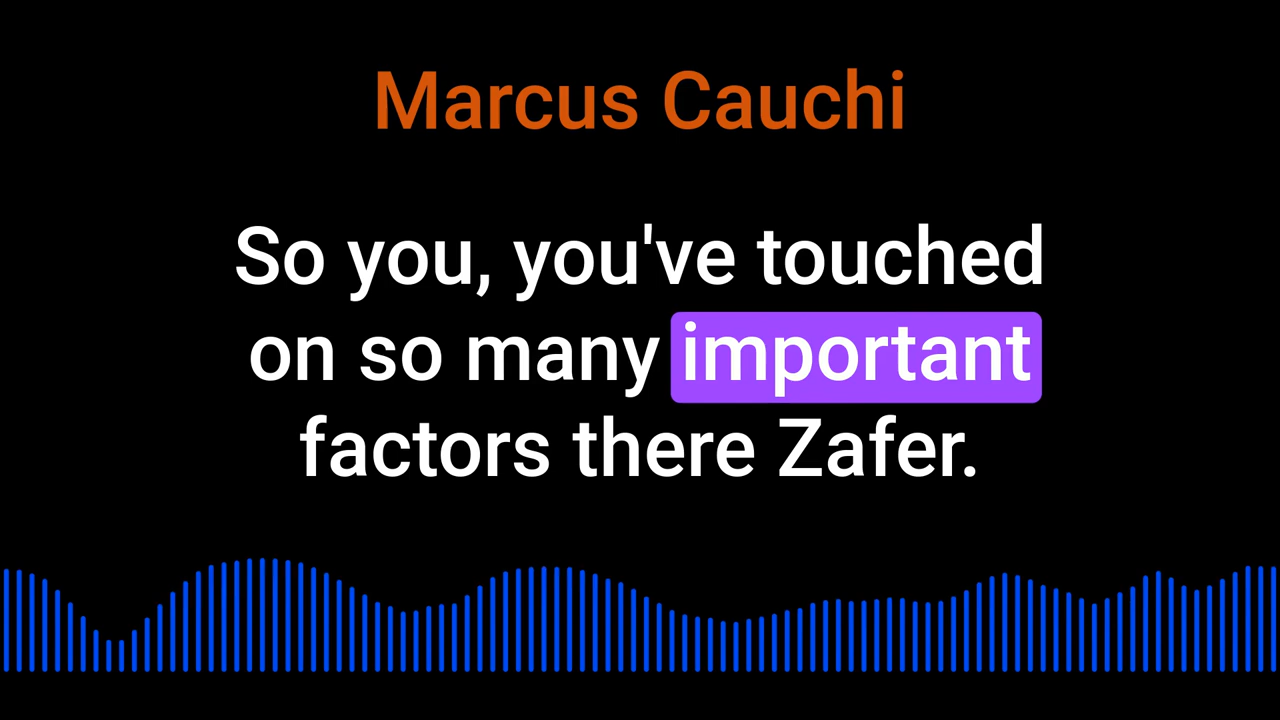 Marcus Cauchi
So you, you've touched
on so many important
factors there Zafer.